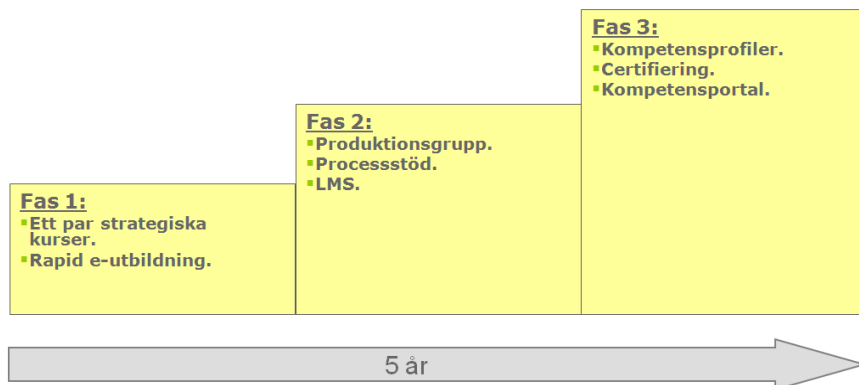 Fas 1:
▪Ett par strategiska
kurser.
▪Rapid e-utbildning.
Fas 2:
▪Produktionsgrupp.
▪Processstöd.
▪LMS.
Fas 3:
▪Kompetensprofiler.
▪Certifiering.
▪Kompetensportal.
5 år